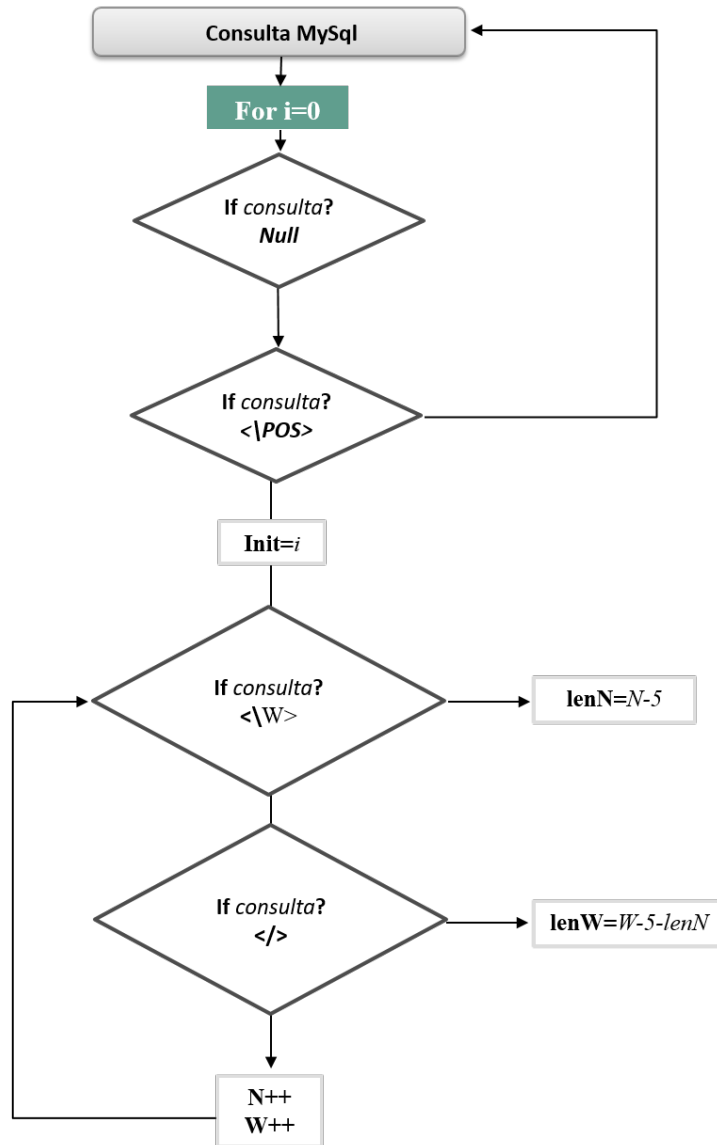 Consulta MySql
For i=0
If consulta?
Null
If consulta?
<\POS>
Init=i
If consulta?
<\W>
lenN=N-5
If consulta?
</>
lenW=W-5-lenN
N++
W++